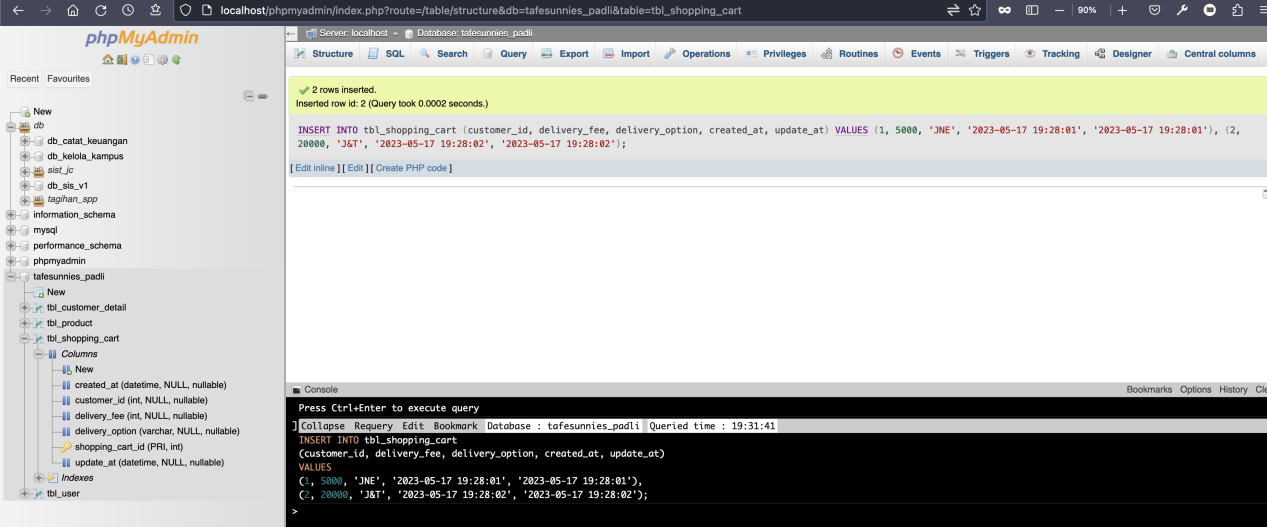 localhost/phpmyadmin/index.php?route=/table/structure&db=tafesunnies_padli&table=tbl_shopping_cart
90%
phpMyAdmin
Recent Favourites
New
db
db_catat_keuangan
db_kelola_kampus
sist_jc
db_sis_v1
tagihan_spp
information_schema
mysql
performance_schema
phpmyadmin
tafesunnies_padli
New
tbl_customer_detail
tbl_product
tbl_shopping_cart
Columns
New
created_at (datetime, NULL, nullable)
customer_id (int, NULL, nullable)
delivery_fee (int, NULL, nullable)
delivery_option (varchar, NULL, nullable)
shopping_cart_id (PRI, int)
update_at (datetime, NULL, nullable)
Indexes
tbl_user
Server: localhost » Database: tafesunnies_padli
Structure SQL Search Query Export Import Operations Privileges Routines Events Triggers Tracking Designer Central columns
2 rows inserted.
Inserted row id: 2 (Query took 0.0002 seconds.)
INSERT INTO tbl_shopping_cart (customer_id, delivery_fee, delivery_option, created_at, update_at) VALUES (1, 5000, 'JNE', '2023-05-17 19:28:01', '2023-05-17 19:28:01'), (2,
20000, 'J&T', '2023-05-17 19:28:02', '2023-05-17 19:28:02');
[ Edit inline ] [ Edit ] [ Create PHP code ]
Console Bookmarks Options History Cle
Press Ctrl+Enter to execute query
] Collapse Requery Edit Bookmark Database : tafesunnies_padli Queried time : 19:31:41
INSERT INTO tbl_shopping_cart
(customer_id, delivery_fee, delivery_option, created_at, update_at)
VALUES
(1, 5000, 'JNE', '2023-05-17 19:28:01', '2023-05-17 19:28:01'),
(2, 20000, 'J&T', '2023-05-17 19:28:02', '2023-05-17 19:28:02');
>